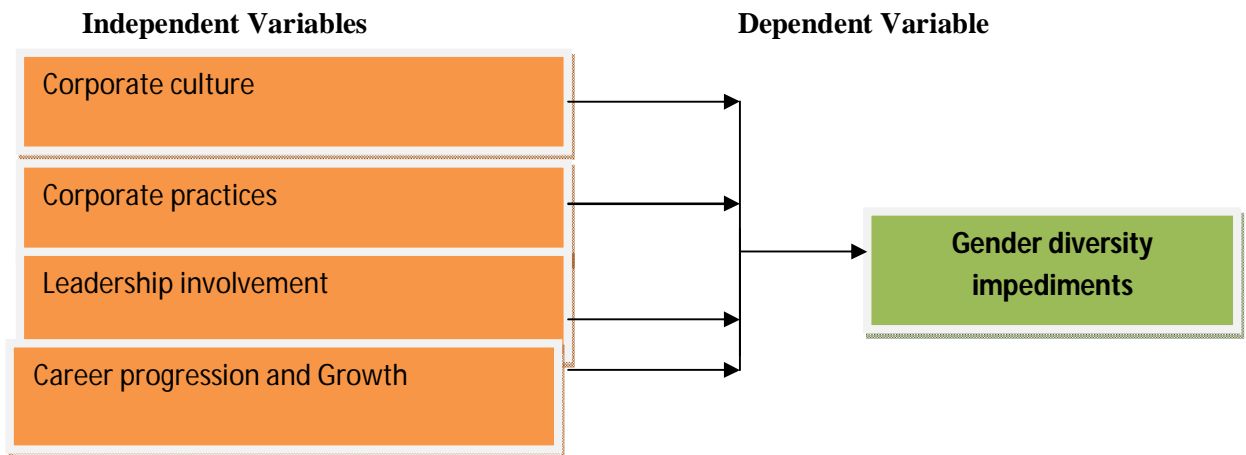 Independent Variables
Dependent Variable
Corporate culture
Corporate practices
Leadership involvement
Career progression and Growth
Gender diversity
impediments